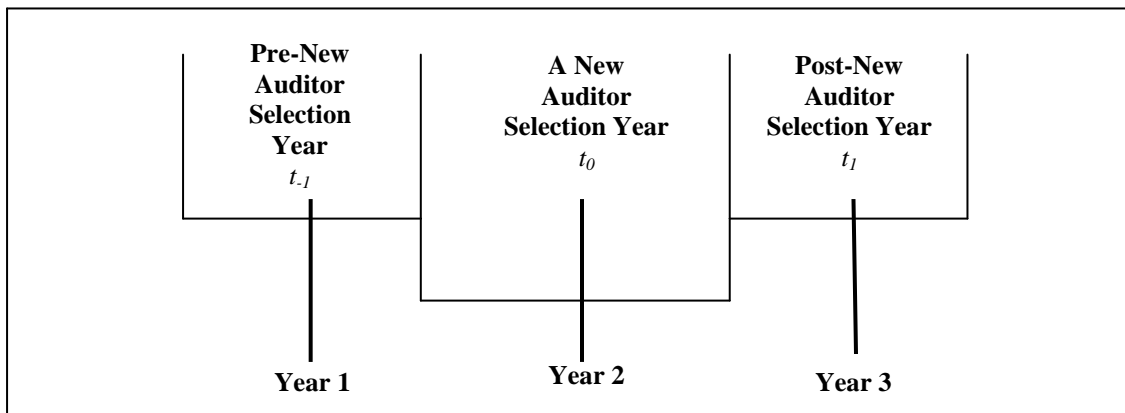 Pre-New
Auditor
Selection
Year
t-1
A New
Auditor
Selection Year
t0
Post-New
Auditor
Selection Year
t1
Year 1
Year 2
Year 3